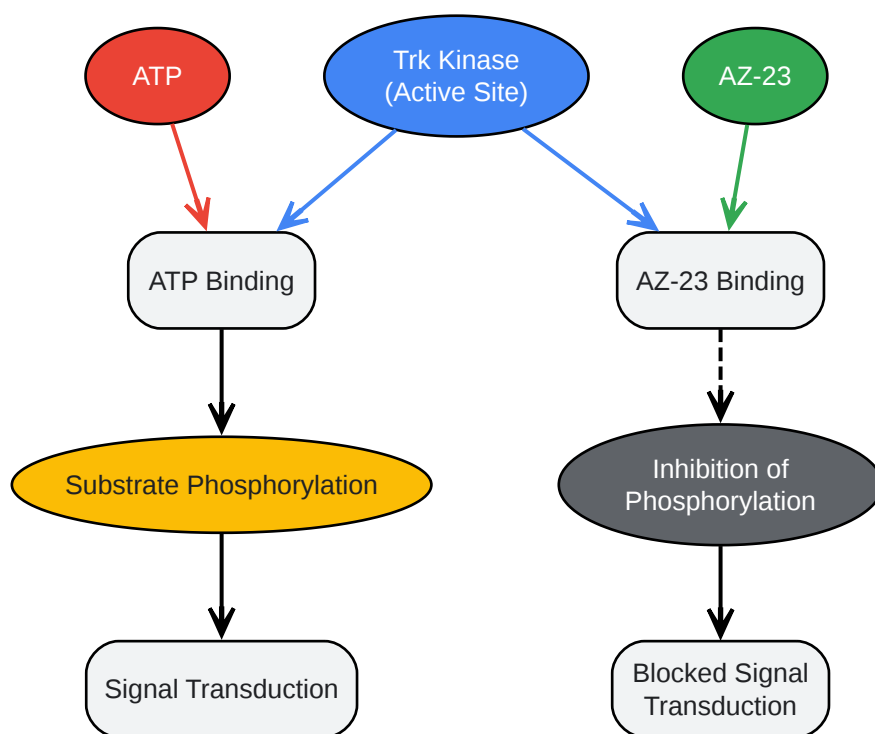 ATP
Trk Kinase
(Active Site)
AZ-23
ATP Binding
AZ-23 Binding
Substrate Phosphorylation
Inhibition of
Phosphorylation
Signal Transduction
Blocked Signal
Transduction